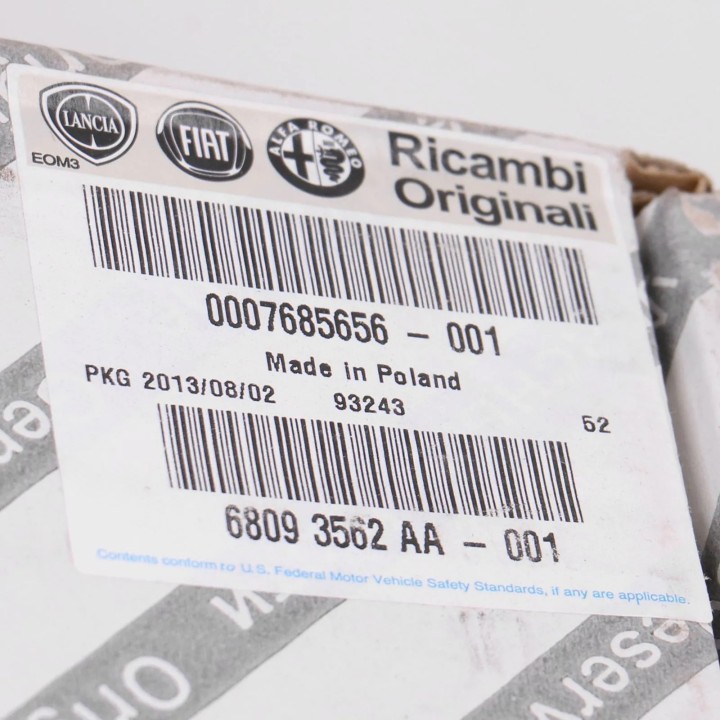 LANCIA
FIAT
ALFA ROMEO
Ricambi
Originali
EOM3
0007685656 - 001
Made in Poland
PKG 2013/08/02 93243
52
6809 3562 AA - 001
Contents conform to U.S. Federal Motor Vehicle Safety Standards, if any are applicable.